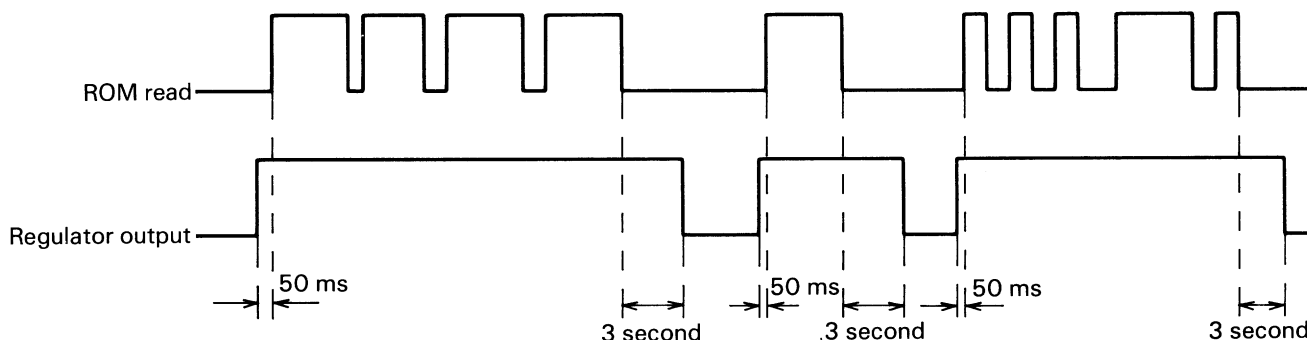 ROM read
Regulator output
50 ms
50 ms
50 ms
3 second
.3 second
3 second